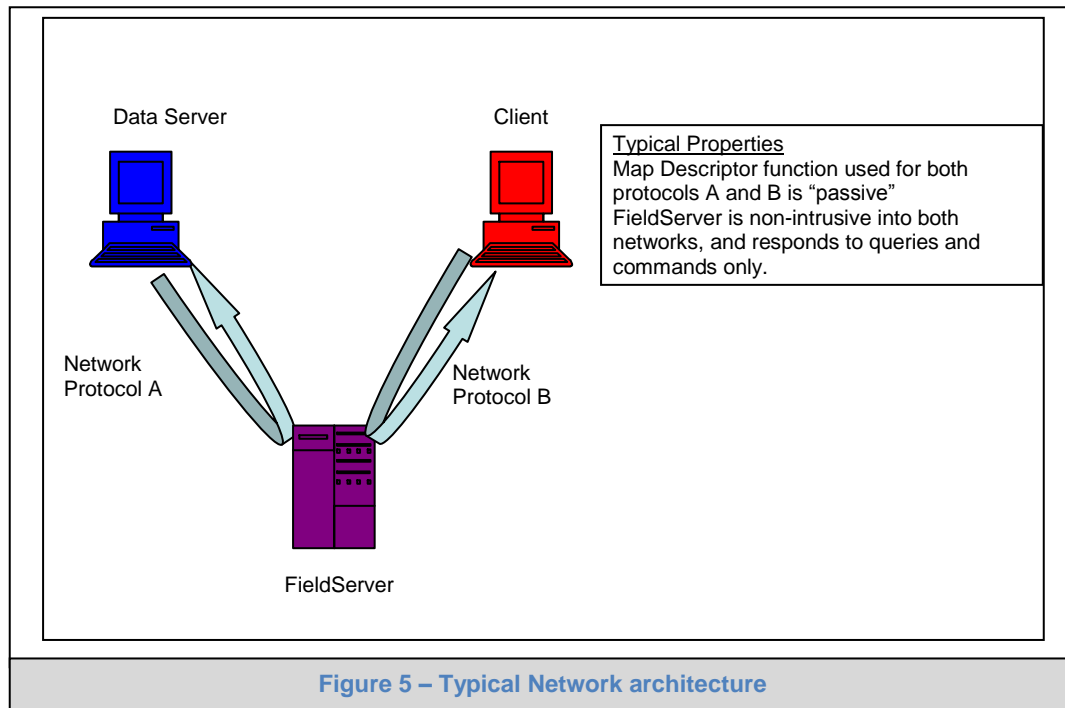 Data Server
Client
Typical Properties
Map Descriptor function used for both
protocols A and B is “passive”
FieldServer is non-intrusive into both
networks, and responds to queries and
commands only.
Network
Protocol A
Network
Protocol B
FieldServer
Figure 5 – Typical Network architecture